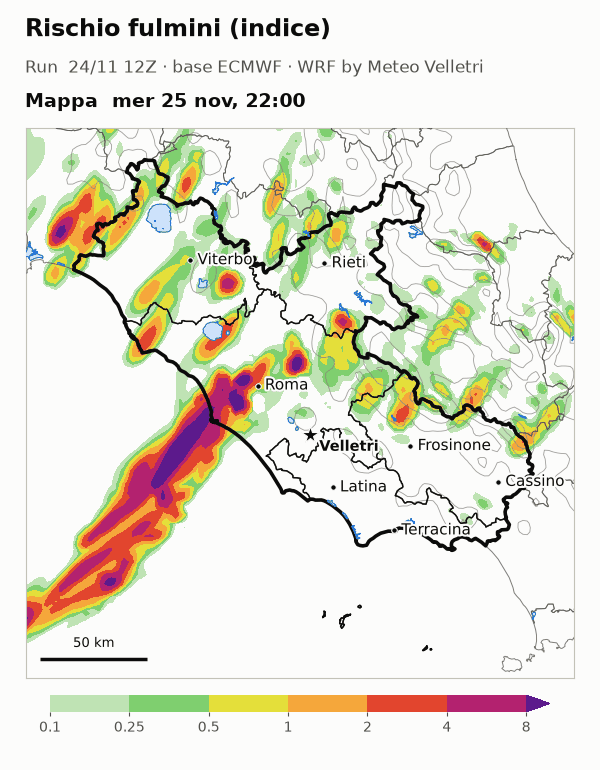 Rischio fulmini (indice)
Run 24/11 12Z · base ECMWF · WRF by Meteo Velletri
Mappa mer 25 nov, 22:00
Viterbo
Rieti
Roma
Velletri
Frosinone
Latina
Cassino
Terracina
50 km
0.1 0.25 0.5 1 2 4 8